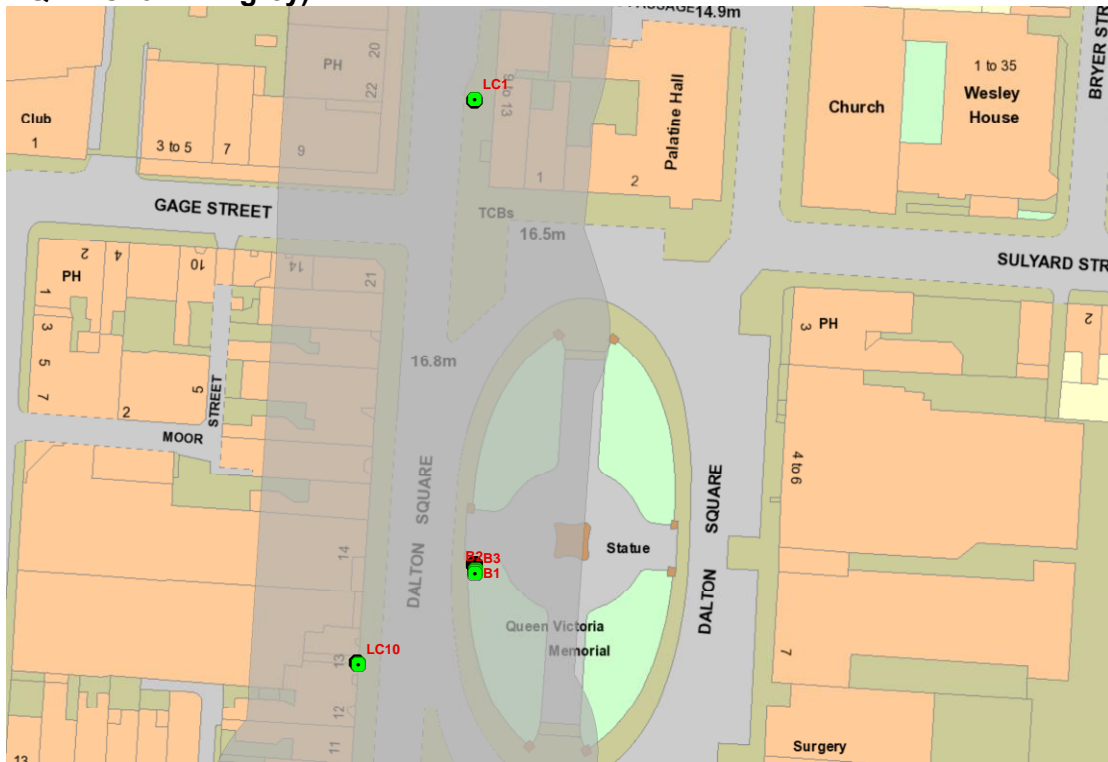 14.9m
BRYER STR
20
PH
22
LC1
9 to 13
Palatine Hall
1 to 35
Wesley
House
Church
Club
1
3 to 5
7
9
1
2
GAGE STREET
TCBs
16.5m
SULYARD STR
2
4
10
14
21
PH
1
3
5
7
2
5
MOOR
STREET
16.8m
3
PH
2
DALTON SQUARE
4 to 6
DALTON SQUARE
14
Statue
B2
B3
B1
Queen Victoria
Memorial
LC10
13
12
11
7
13
Surgery